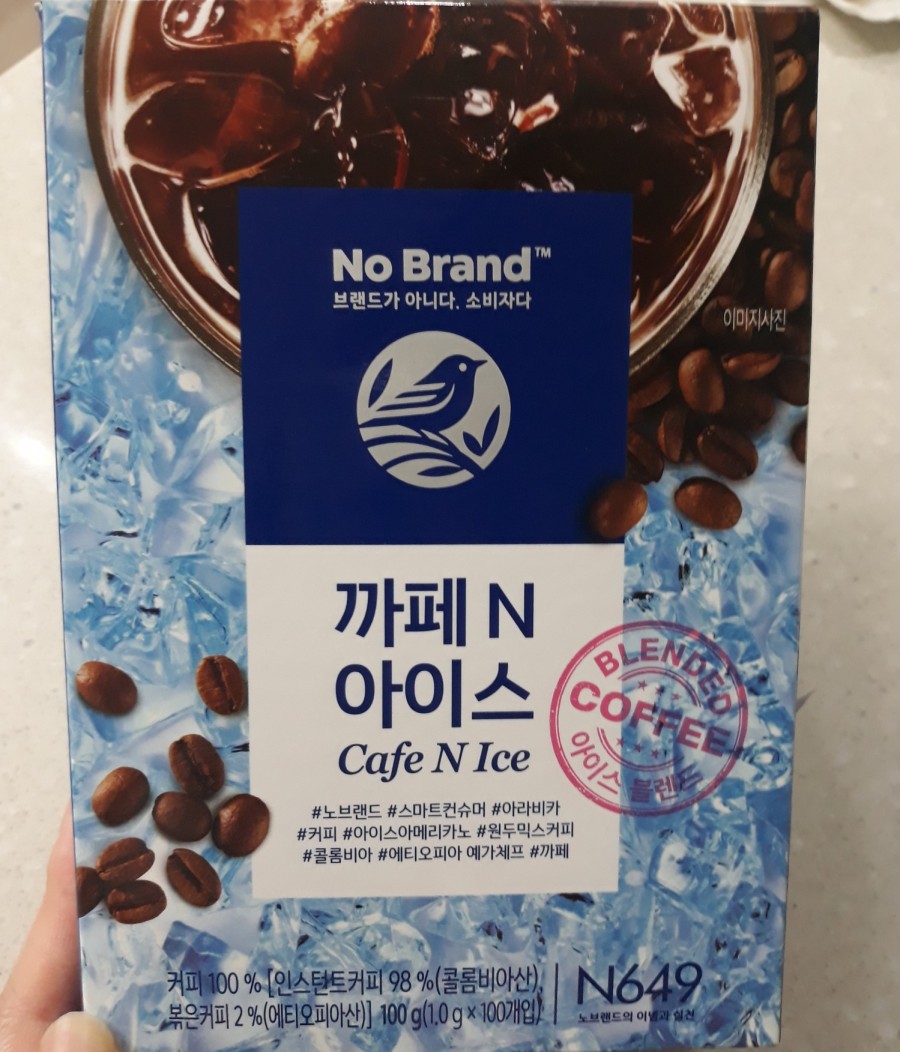 No Brand™
브랜드가 아니다. 소비자다
이미지사진
까페 N
아이스
Cafe N Ice
BLENDED
COFFEE
아이스 블렌드
#노브랜드 #스마트컨슈머 #아라비카
#커피 #아이스아메리카노 #원두믹스커피
#콜롬비아 #에티오피아 예가체프 #까페
커피 100 % [인스턴트커피 98 %(콜롬비아산),
볶은커피 2 %(에티오피아산)] 100 g(1.0 g × 100개입)
N649
노브랜드의 이념과 실천